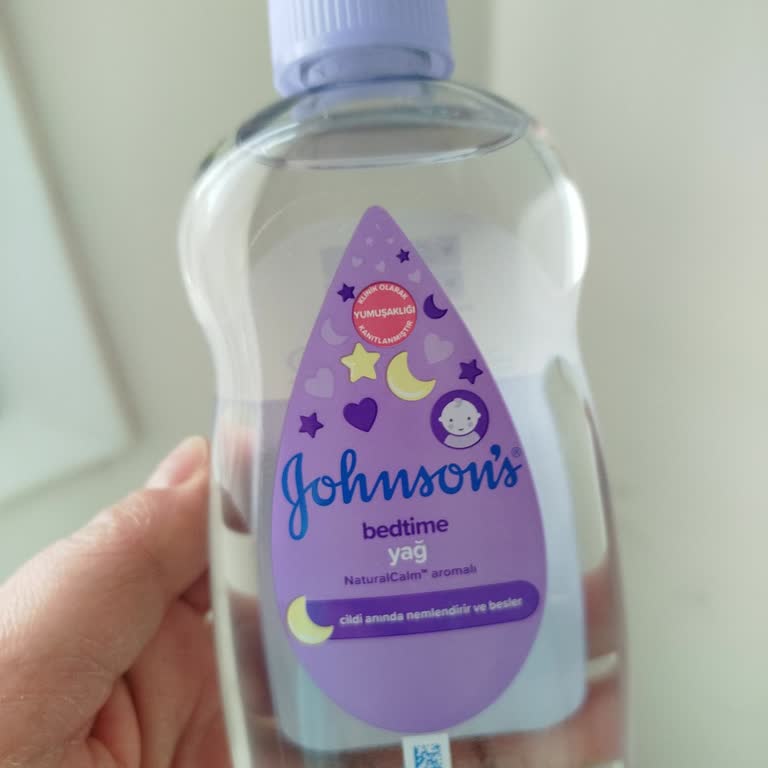 KLİNİK OLARAK
YUMUŞAKLIĞI
KANITLANMIŞTIR
Johnson's®
bedtime
yağ
NaturalCalm™ aromalı
cildi anında nemlendirir ve besler